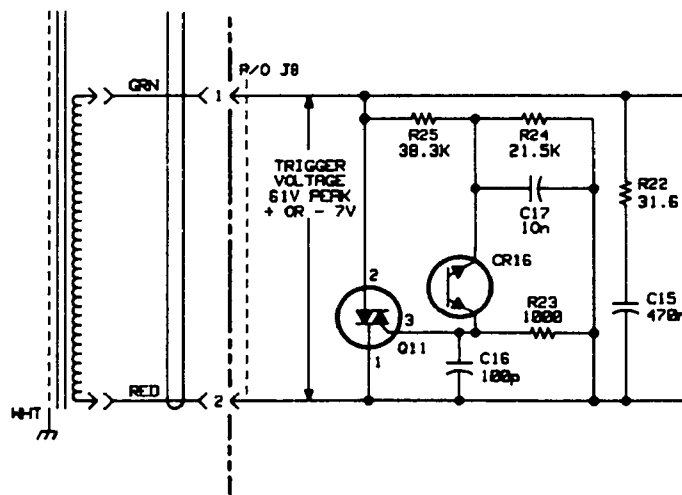 GRN
1
P/O J8
TRIGGER
VOLTAGE
61V PEAK
+ OR - 7V
R25
38.3K
R24
21.5K
C17
10n
R22
31.6
CR16
2
3
Q11
1
R23
1000
C15
470n
C16
100p
RED
2
WHT